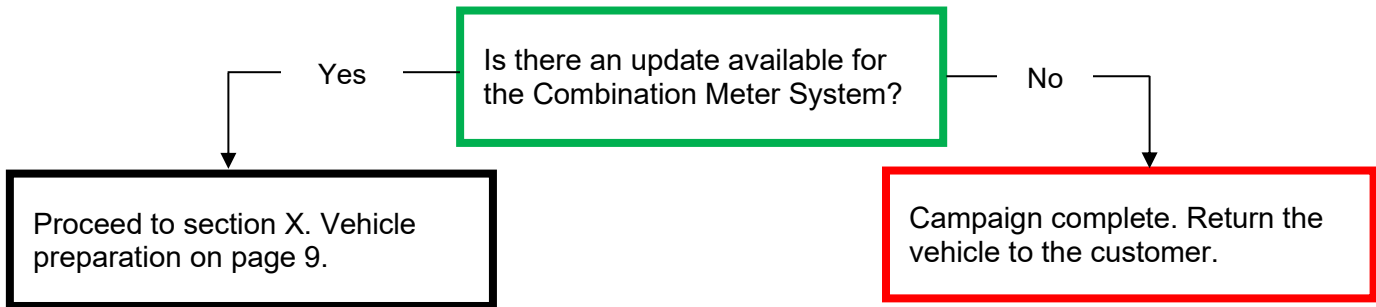 Is there an update available for
the Combination Meter System?
Yes
No
Proceed to section X. Vehicle
preparation on page 9.
Campaign complete. Return the
vehicle to the customer.